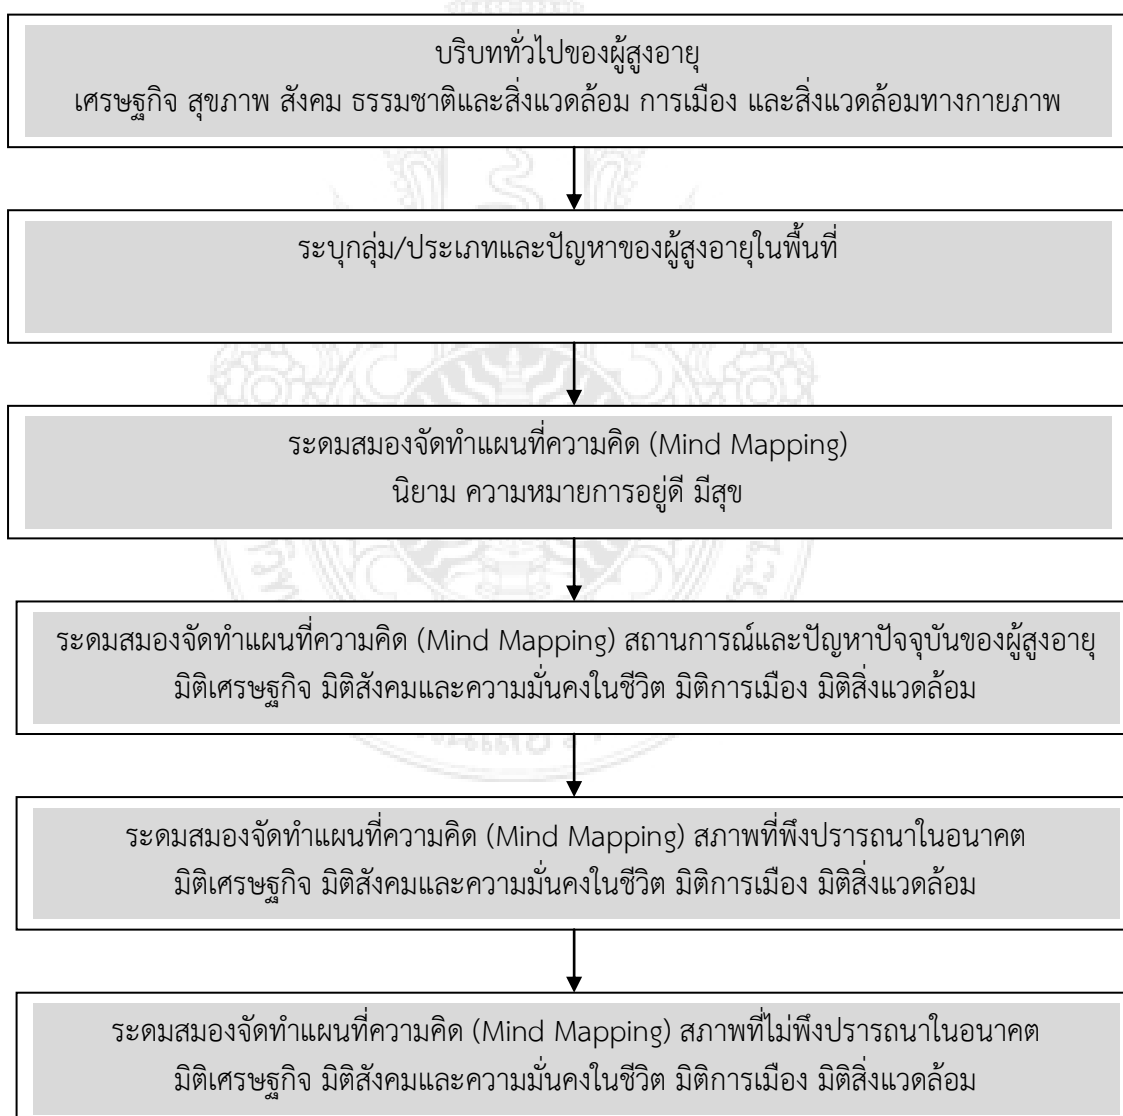 บริบททั่วไปของผู้สูงอายุ
เศรษฐกิจ สุขภาพ สังคม ธรรมชาติและสิ่งแวดล้อม การเมือง และสิ่งแวดล้อมทางกายภาพ
ระบุกลุ่ม/ประเภทและปัญหาของผู้สูงอายุในพื้นที่
ระดมสมองจัดทำแผนที่ความคิด (Mind Mapping)
นิยาม ความหมายการอยู่ดี มีสุข
ระดมสมองจัดทำแผนที่ความคิด (Mind Mapping) สถานการณ์และปัญหาปัจจุบันของผู้สูงอายุ
มิติเศรษฐกิจ มิติสังคมและความมั่นคงในชีวิต มิติการเมือง มิติสิ่งแวดล้อม
ระดมสมองจัดทำแผนที่ความคิด (Mind Mapping) สภาพที่พึงปรารถนาในอนาคต
มิติเศรษฐกิจ มิติสังคมและความมั่นคงในชีวิต มิติการเมือง มิติสิ่งแวดล้อม
ระดมสมองจัดทำแผนที่ความคิด (Mind Mapping) สภาพที่ไม่พึงปรารถนาในอนาคต
มิติเศรษฐกิจ มิติสังคมและความมั่นคงในชีวิต มิติการเมือง มิติสิ่งแวดล้อม